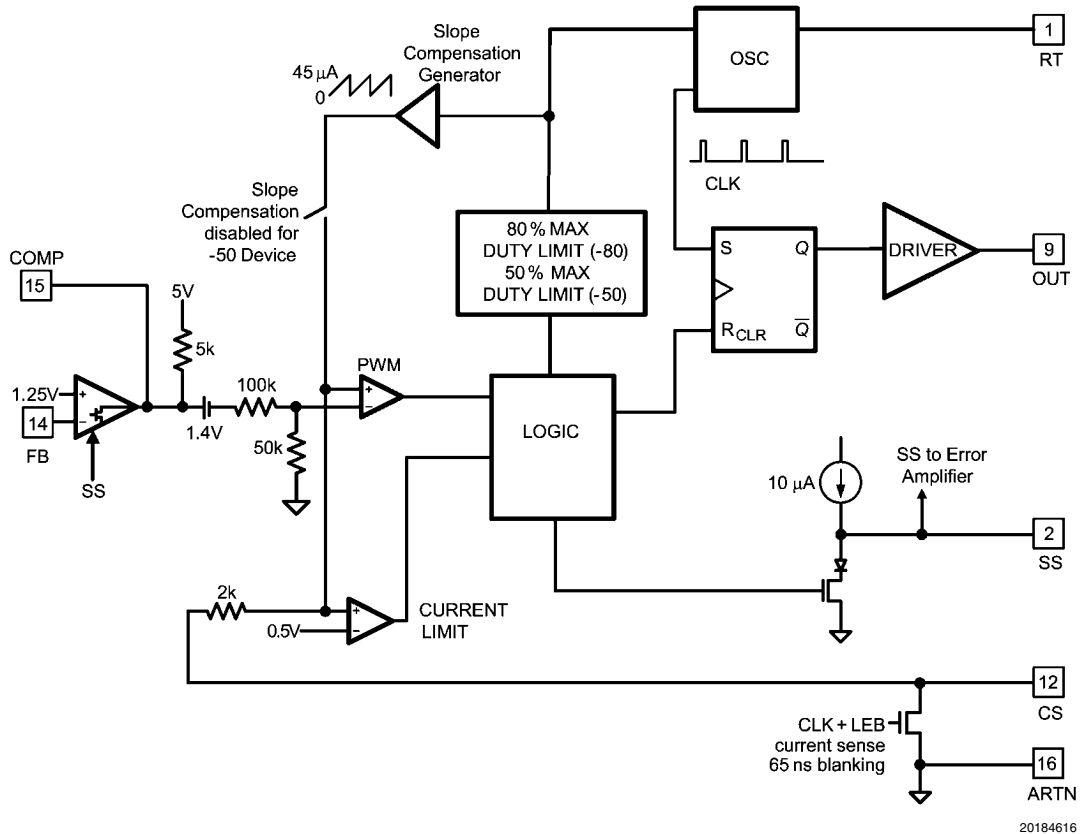 Slope
Compensation
Generator
45 μA
0
OSC
1
RT
CLK
Slope
Compensation
disabled for
-50 Device
80 % MAX
DUTY LIMIT (-80)
50 % MAX
DUTY LIMIT (-50)
S
Q
R CLR
Q̅
DRIVER
9
OUT
COMP
15
5V
5k
1.25V
+
−
14
FB
SS
1.4V
100k
50k
PWM
+
−
LOGIC
10 μA
SS to Error
Amplifier
2
SS
2k
0.5V
+
−
CURRENT
LIMIT
12
CS
CLK + LEB
current sense
65 ns blanking
16
ARTN
20184616